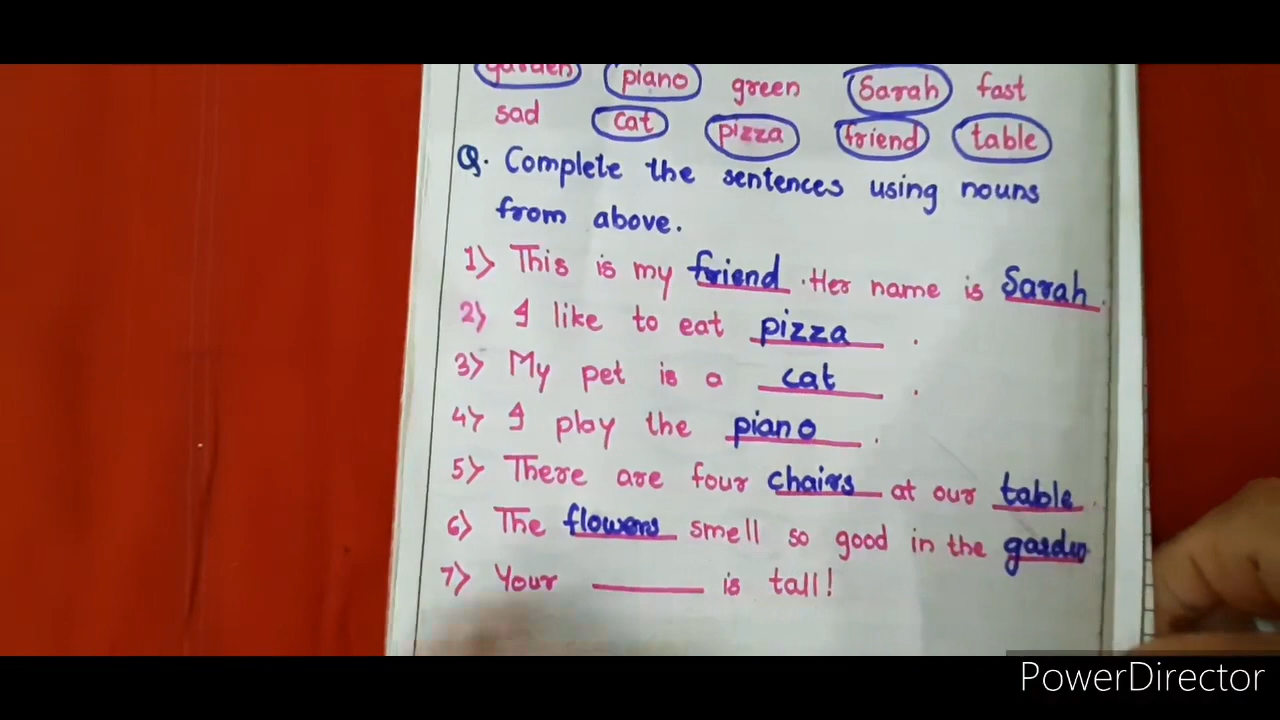 garden piano green Sarah fast
sad cat pizza friend table
Q. Complete the sentences using nouns
from above.
1) This is my friend. Her name is Sarah.
2) I like to eat pizza.
3) My pet is a cat.
4) I play the piano.
5) There are four chairs at our table.
6) The flowers smell so good in the garden
7) Your ______ is tall!
PowerDirector